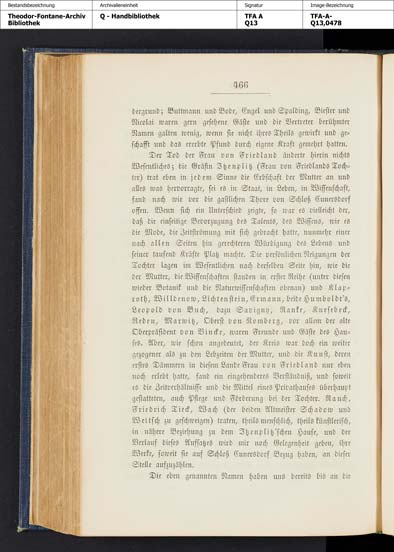 Bestandsbezeichnung Archivalieneinheit Signatur Image-Bezeichnung
Theodor-Fontane-Archiv Q - Handbibliothek TFA A TFA-A-
Bibliothek Q13 Q13,0478
466
dergrund; Buttmann und Bode, Engel und Spalding, Biester und
Nicolai waren gern gesehene Gäste und die Vertreter berühmter
Namen galten wenig, wenn sie nicht ihres Theils gewirkt und ge-
schafft und das ererbte Pfund durch eigene Kraft gemehrt hatten.
Der Tod der Frau von Friedland änderte hierin nichts
Wesentliches; die Gräfin Itzenplitz (Frau von Friedlands Toch-
ter) trat eben in jedem Sinne die Erbschaft der Mutter an und
alles was hervorragte, sei es in Staat, in Leben, in Wissenschaft,
fand nach wie vor die gastlichen Thore von Schloß Cunersdorf
offen. Wenn sich ein Unterschied zeigte, so war es vielleicht der,
daß die einseitige Bevorzugung des Talents, des Wissens, wie es
die Mode, die Zeitströmung mit sich gebracht hatte, nunmehr einer
nach allen Seiten hin gerechteren Würdigung des Lebens und
seiner tausend Kräfte Platz machte. Die persönlichen Neigungen der
Tochter lagen im Wesentlichen nach derselben Seite hin, wie die
der Mutter, die Wissenschaften standen in erster Reihe (unter diesen
wieder Botanik und die Naturwissenschaften obenan) und Klap-
roth, Willdenow, Lichtenstein, Ermann, beide Humboldt's,
Leopold von Buch, dazu Savigny, Ranke, Knesebeck,
Reden, Marwitz, Oberst von Romberg, vor allem der alte
Oberpräsident von Vincke, waren Freunde und Gäste des Hau-
ses. Aber, wie schon angedeutet, der Kreis war doch ein weiter
gezogener als zu den Lebzeiten der Mutter, und die Kunst, deren
erstes Dämmern in diesem Lande Frau von Friedland nur eben
noch erlebt hatte, fand ein eingehenderes Verständniß, und soweit
es die Zeitverhältnisse und die Mittel eines Privathauses überhaupt
gestatteten, auch Pflege und Förderung bei der Tochter. Rauch,
Friedrich Tieck, Wach (der beiden Altmeister Schadow und
Weitsch zu geschweigen) traten, theils menschlich, theils künstlerisch,
in nähere Beziehung zu dem Itzenplitz'schen Hause, und der
Verlauf dieses Aufsatzes wird mir noch Gelegenheit geben, ihrer
Werke, soweit sie auf Schloß Cunersdorf Bezug haben, an dieser
Stelle aufzuzählen.
Die eben genannten Namen haben uns bereits bis an die